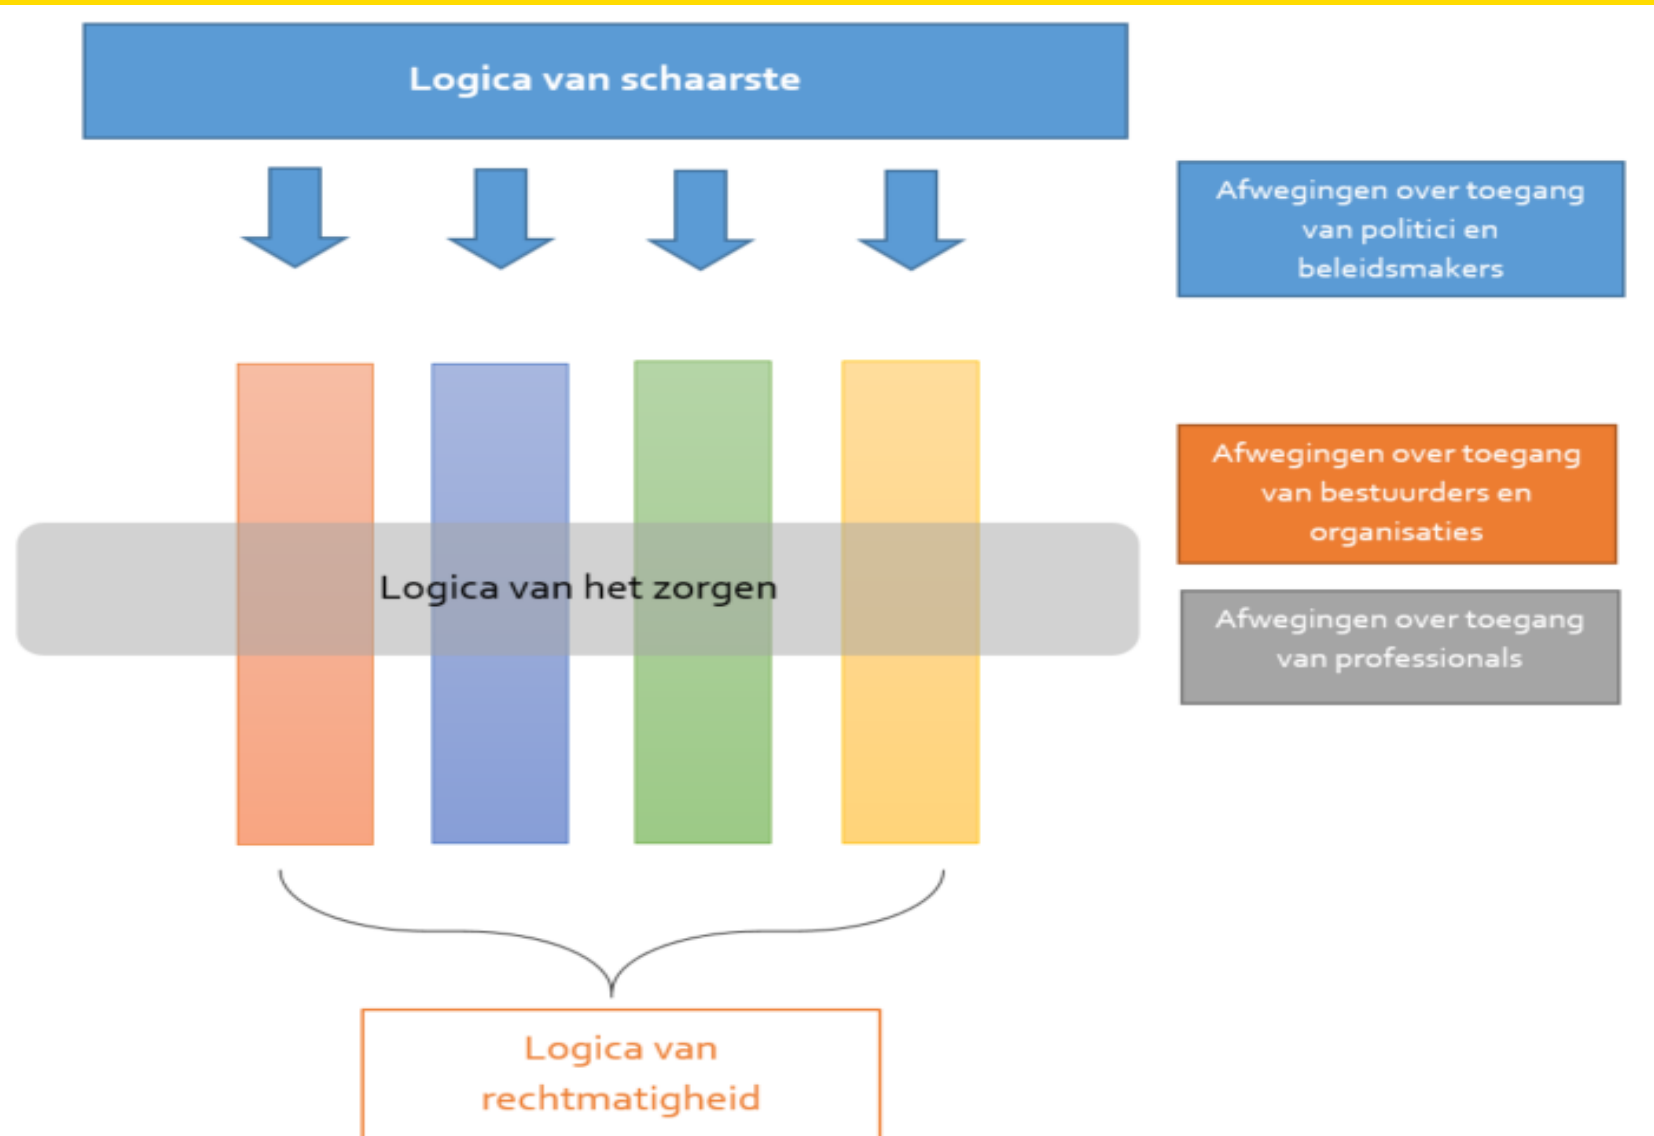 Logica van schaarste
Afwegingen over toegang
van politici en
beleidsmakers
Afwegingen over toegang
van bestuurders en
organisaties
Logica van het zorgen
Afwegingen over toegang
van professionals
Logica van
rechtmatigheid